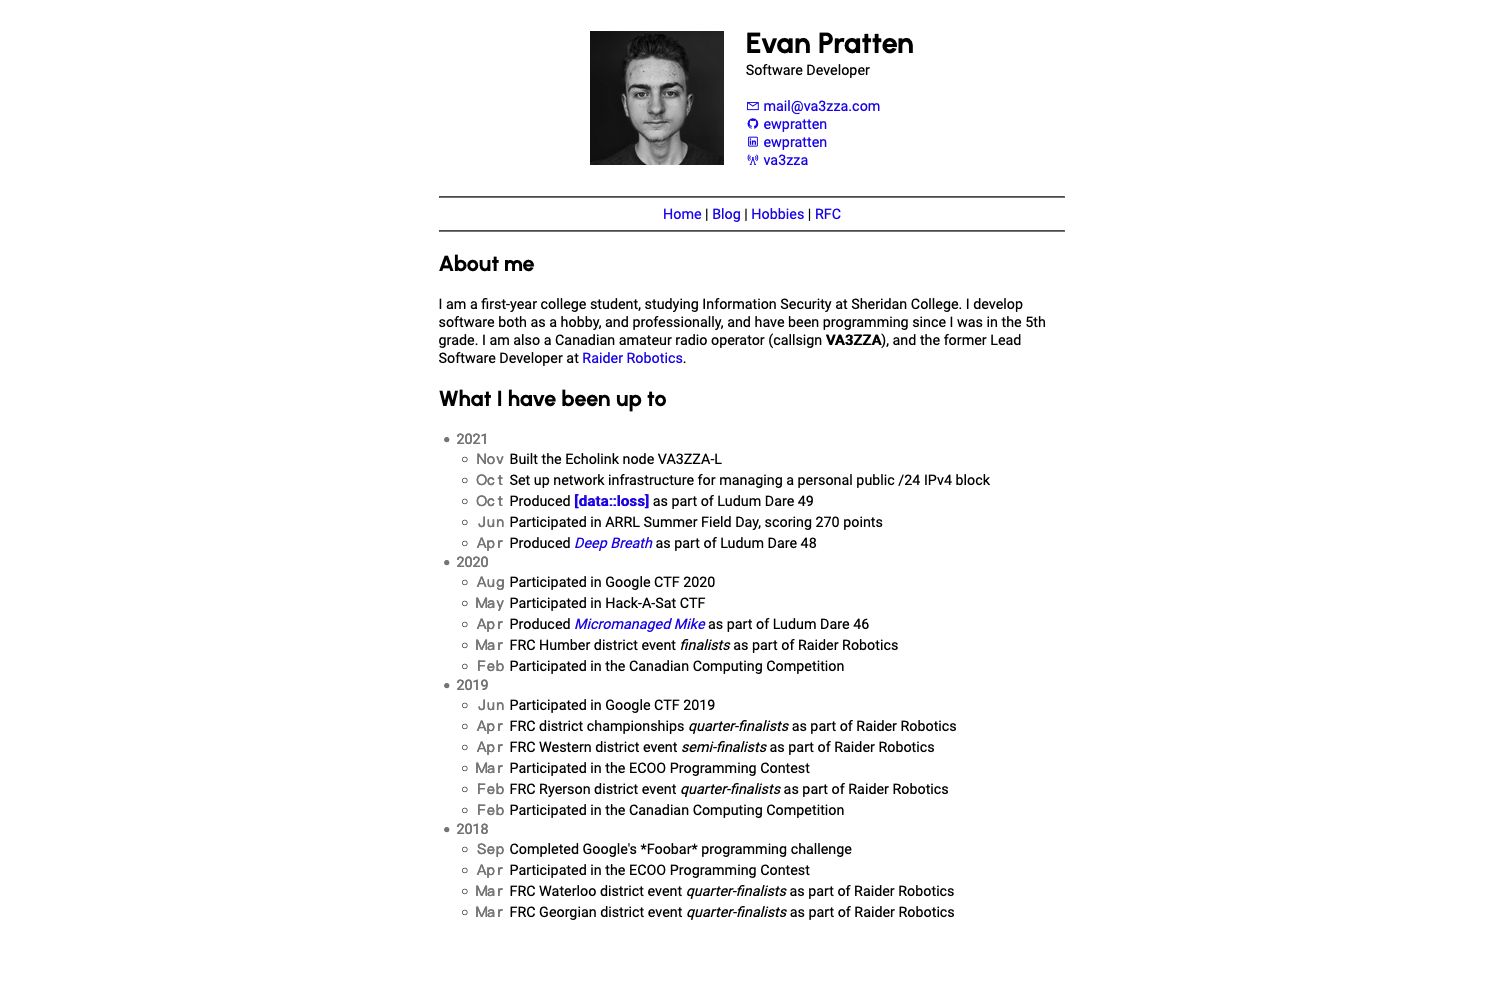 Evan Pratten
Software Developer
mail@va3zza.com
ewpratten
ewpratten
va3zza
Home | Blog | Hobbies | RFC
About me
I am a first-year college student, studying Information Security at Sheridan College. I develop
software both as a hobby, and professionally, and have been programming since I was in the 5th
grade. I am also a Canadian amateur radio operator (callsign VA3ZZA), and the former Lead
Software Developer at Raider Robotics.
What I have been up to
2021
Nov Built the Echolink node VA3ZZA-L
Oct Set up network infrastructure for managing a personal public /24 IPv4 block
Oct Produced [data::loss] as part of Ludum Dare 49
Jun Participated in ARRL Summer Field Day, scoring 270 points
Apr Produced Deep Breath as part of Ludum Dare 48
2020
Aug Participated in Google CTF 2020
May Participated in Hack-A-Sat CTF
Apr Produced Micromanaged Mike as part of Ludum Dare 46
Mar FRC Humber district event finalists as part of Raider Robotics
Feb Participated in the Canadian Computing Competition
2019
Jun Participated in Google CTF 2019
Apr FRC district championships quarter-finalists as part of Raider Robotics
Apr FRC Western district event semi-finalists as part of Raider Robotics
Mar Participated in the ECOO Programming Contest
Feb FRC Ryerson district event quarter-finalists as part of Raider Robotics
Feb Participated in the Canadian Computing Competition
2018
Sep Completed Google's *Foobar* programming challenge
Apr Participated in the ECOO Programming Contest
Mar FRC Waterloo district event quarter-finalists as part of Raider Robotics
Mar FRC Georgian district event quarter-finalists as part of Raider Robotics